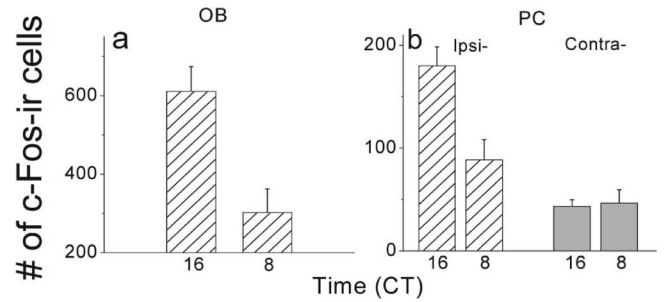 OB
PC
a
b
Ipsi-
Contra-
# of c-Fos-ir cells
600
400
200
200
100
0
16 8
16 8 16 8
Time (CT)